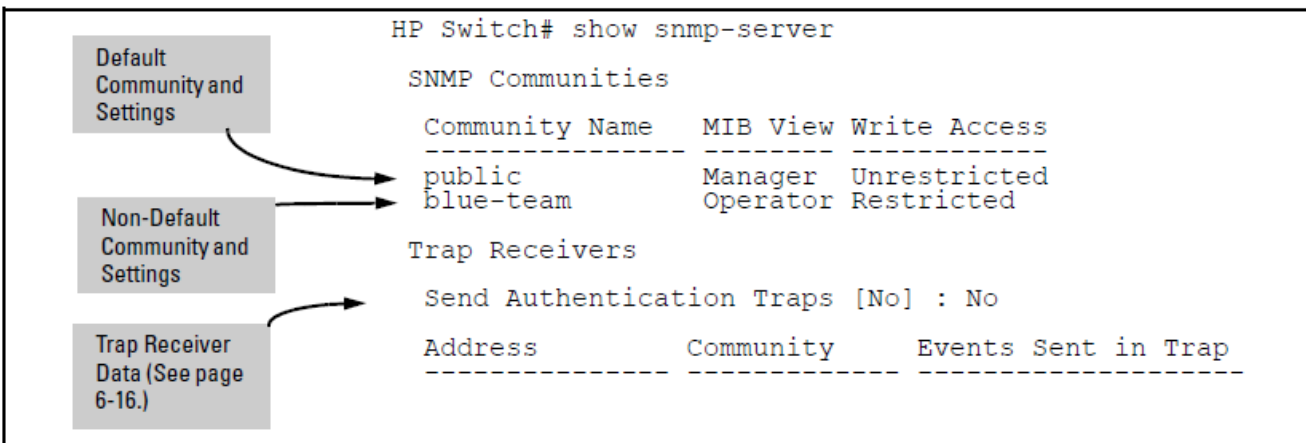 HP Switch# show snmp-server
Default
Community and
Settings
SNMP Communities
Community Name MIB View Write Access
---------------- -------- ------------
public Manager Unrestricted
blue-team Operator Restricted
Non-Default
Community and
Settings
Trap Receivers
Send Authentication Traps [No] : No
Trap Receiver
Data (See page
6-16.)
Address Community Events Sent in Trap
--------------- ------------- --------------------